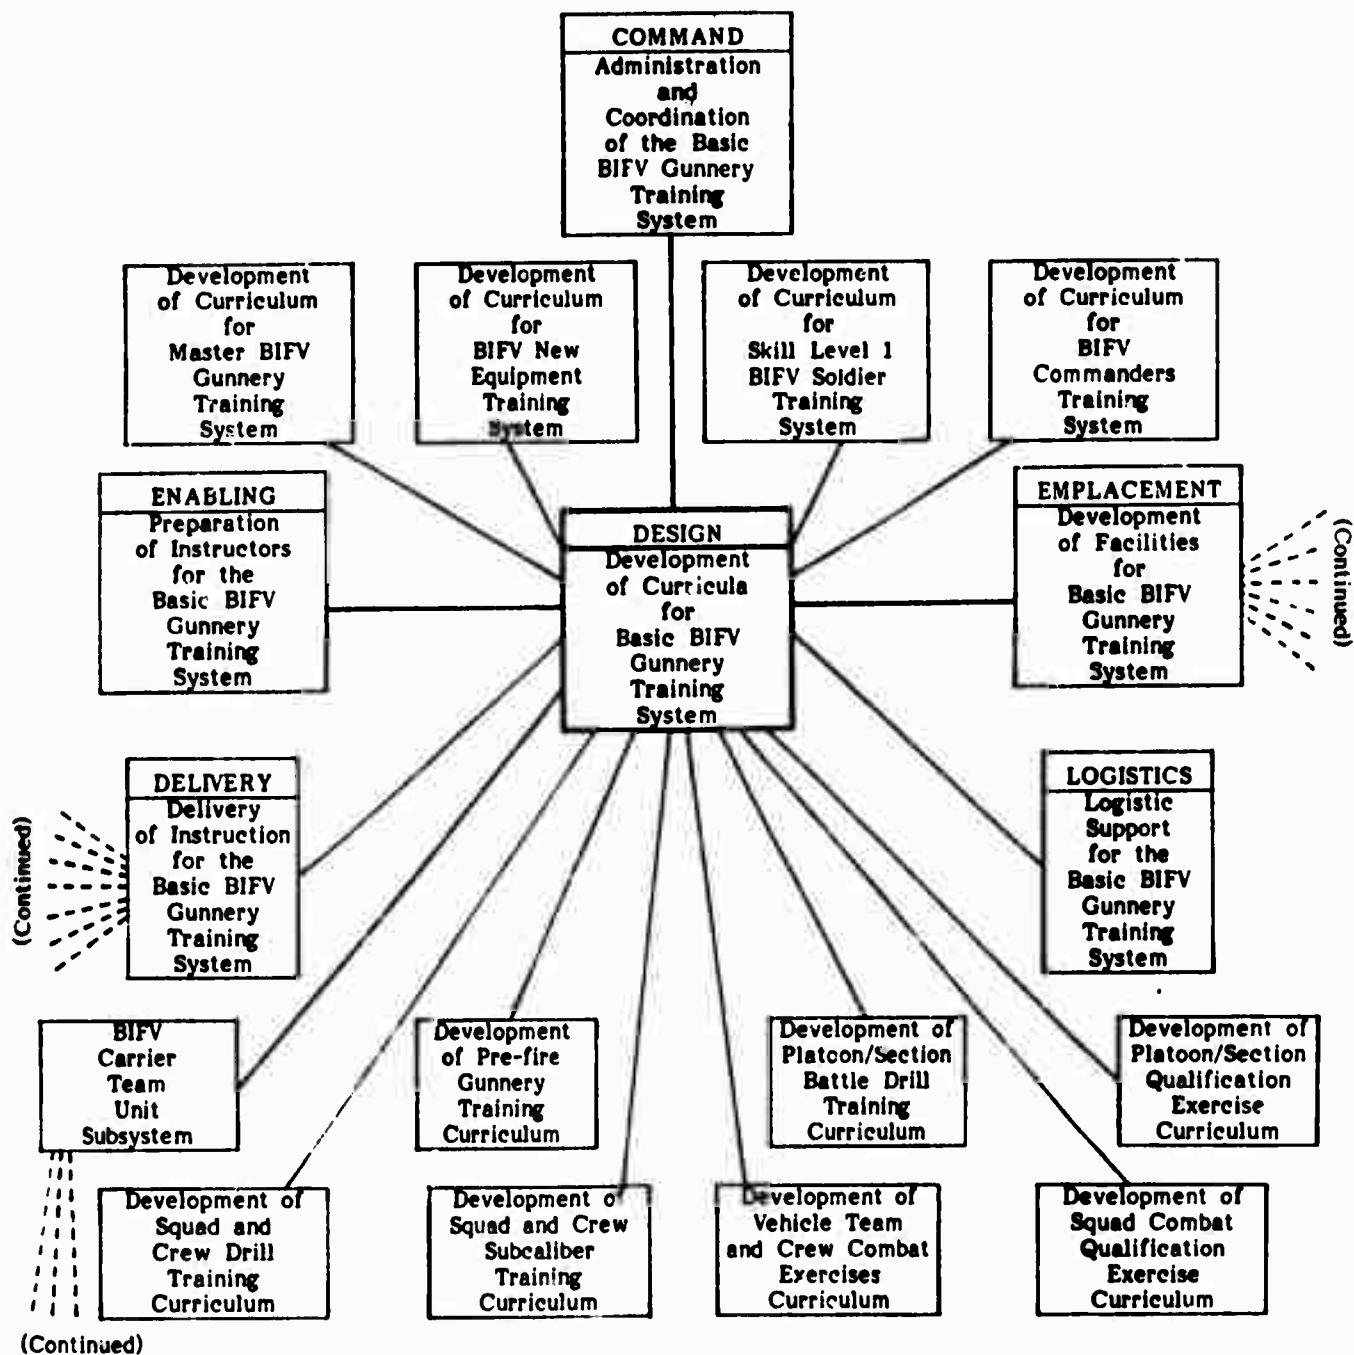 COMMAND
Administration
and
Coordination
of the Basic
BIFV Gunnery
Training
System
Development
of Curriculum
for
Master BIFV
Gunnery
Training
System
Development
of Curriculum
for
BIFV New
Equipment
Training
System
Development
of Curriculum
for
Skill Level 1
BIFV Soldier
Training
System
Development
of Curriculum
for
BIFV
Commanders
Training
System
ENABLING
Preparation
of Instructors
for the
Basic BIFV
Gunnery
Training
System
DESIGN
Development
of Curricula
for
Basic BIFV
Gunnery
Training
System
EMPLACEMENT
Development
of Facilities
for
Basic BIFV
Gunnery
Training
System
(Continued)
(Continued)
DELIVERY
Delivery
of Instruction
for the
Basic BIFV
Gunnery
Training
System
LOGISTICS
Logistic
Support
for the
Basic BIFV
Gunnery
Training
System
BIFV
Carrier
Team
Unit
Subsystem
Development
of Pre-fire
Gunnery
Training
Curriculum
Development of
Platoon/Section
Battle Drill
Training
Curriculum
Development of
Platoon/Section
Qualification
Exercise
Curriculum
Development of
Squad and
Crew Drill
Training
Curriculum
Development of
Squad and Crew
Subcaliber
Training
Curriculum
Development of
Vehicle Team
and Crew Combat
Exercises
Curriculum
Development of
Squad Combat
Qualification
Exercise
Curriculum
(Continued)